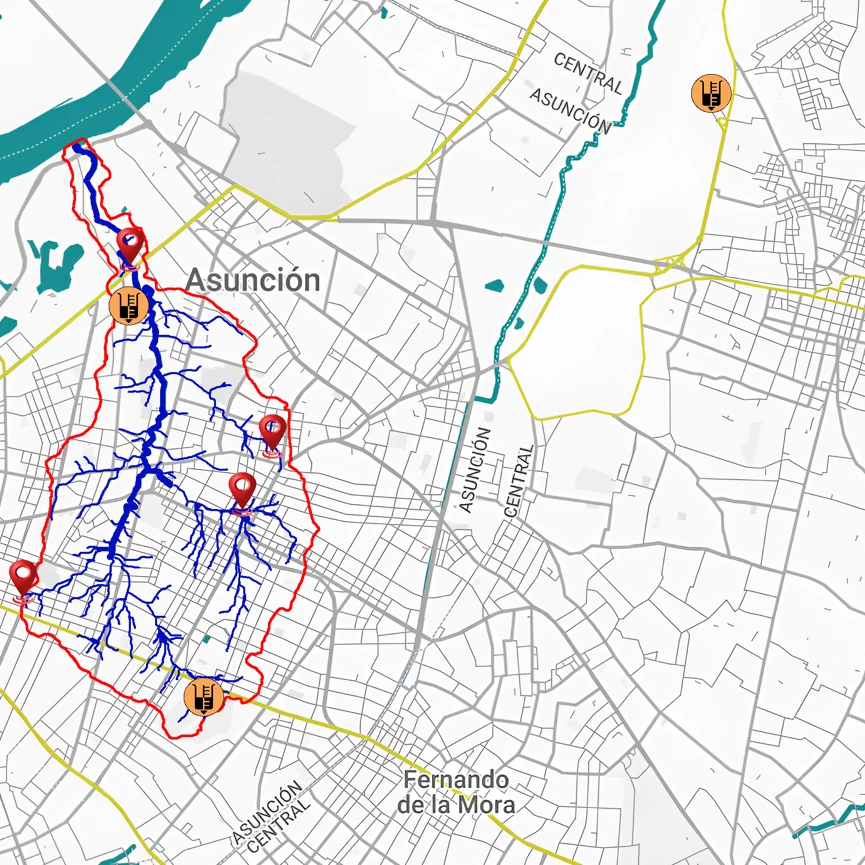 CENTRAL
ASUNCIÓN
Asunción
ASUNCIÓN
CENTRAL
Fernando
de la Mora
ASUNCIÓN
CENTRAL